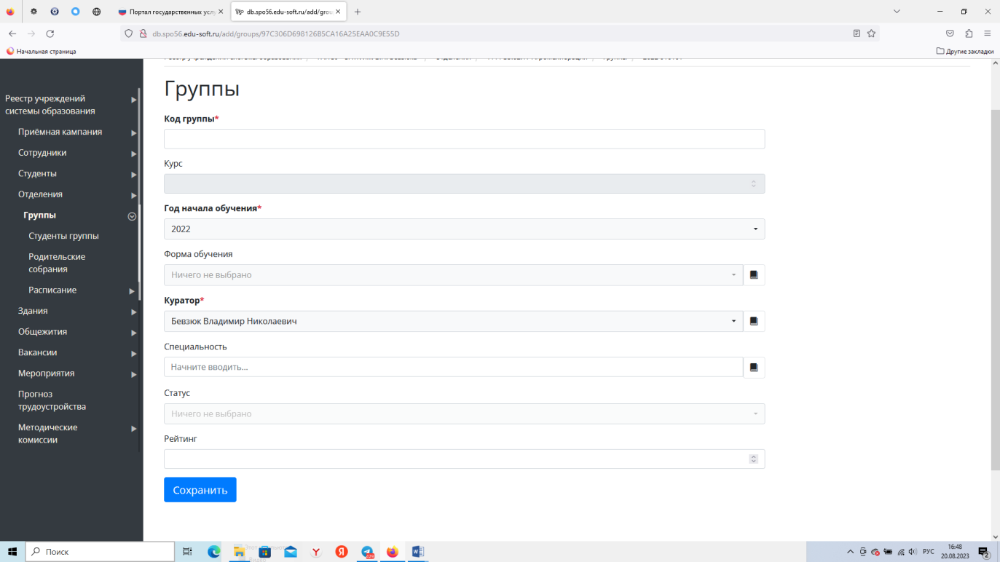 Портал государственных услу
db.spo56.edu-soft.ru/add/grou
db.spo56.edu-soft.ru/add/groups/97C306D698126B5CA16A25EAA0C9E55D
Начальная страница
Другие закладки
Группы
Код группы*
Курс
Год начала обучения*
2022
Форма обучения
Ничего не выбрано
Куратор*
Бевзюк Владимир Николаевич
Специальность
Начните вводить...
Статус
Ничего не выбрано
Рейтинг
Сохранить
Реестр учреждений
системы образования
Приёмная кампания
Сотрудники
Студенты
Отделения
Группы
Студенты группы
Родительские
собрания
Расписание
Здания
Общежития
Вакансии
Мероприятия
Прогноз
трудоустройства
Методические
комиссии
Поиск
429
РУС
16:48
20.08.2023
2